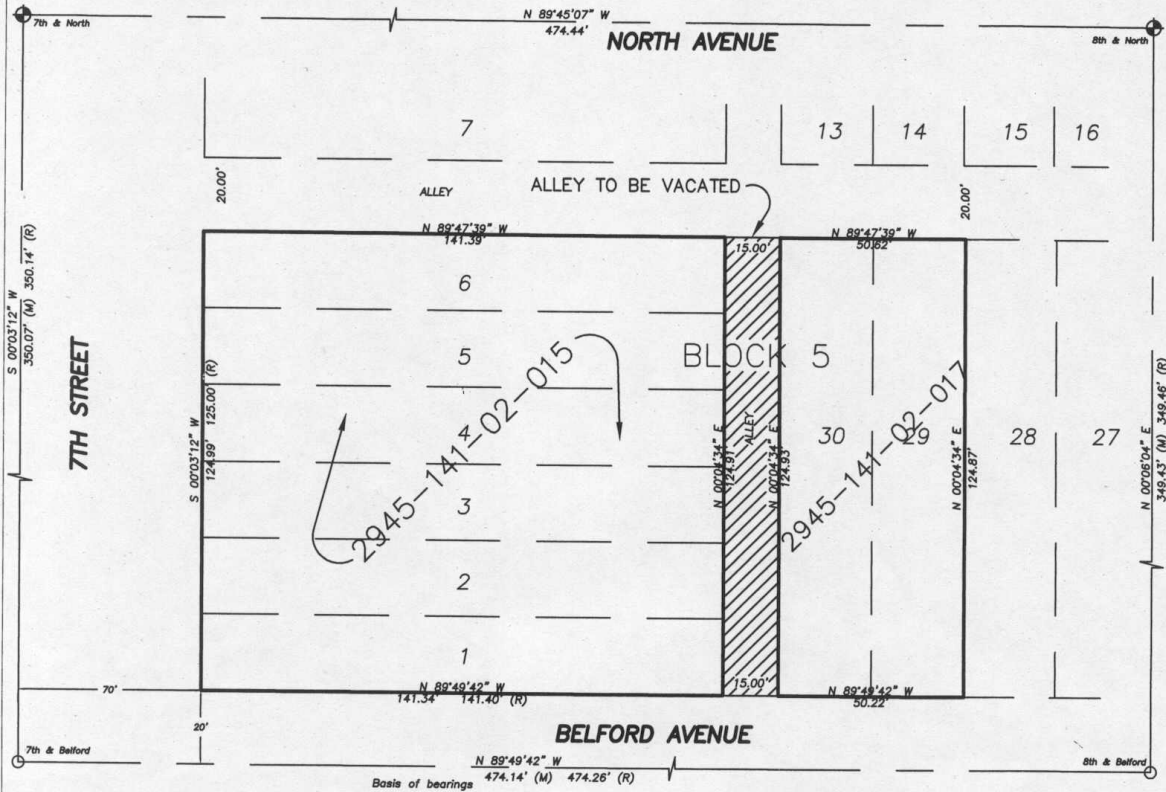 7th & North
N 89°45'07" W
474.44'
NORTH AVENUE
8th & North
7
13
14
15
16
20.00'
ALLEY
ALLEY TO BE VACATED
20.00'
N 89°47'39" W
141.39'
15.00'
N 89°47'39" W
50.62'
S 00°03'12" W
350.07' (M) 350.14' (R)
7TH STREET
6
5
4
3
2
1
2945-141-02-015
BLOCK 5
S 00°03'12" W
124.99' 125.00' (R)
N 00°04'34" E
124.91'
ALLEY
N 00°04'34" E
124.93'
30
29
2945-141-02-017
N 00°04'34" E
124.87'
28
27
N 00°06'04" E
349.43' (M) 349.46' (R)
70'
N 89°49'42" W
141.34' 141.40' (R)
15.00'
N 89°49'42" W
50.22'
20'
BELFORD AVENUE
7th & Belford
N 89°49'42" W
474.14' (M) 474.26' (R)
Basis of bearings
8th & Belford